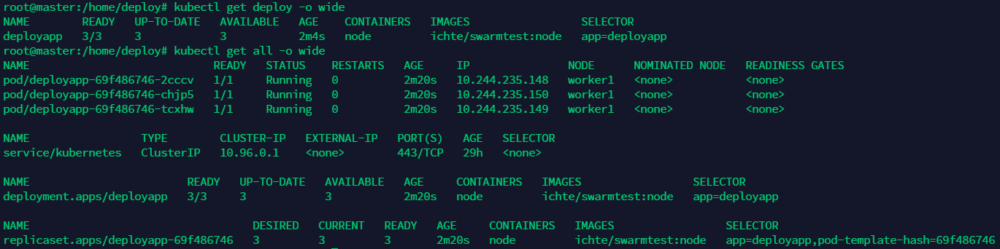 root@master:/home/deploy# kubectl get deploy -o wide
NAME        READY   UP-TO-DATE   AVAILABLE   AGE    CONTAINERS   IMAGES                 SELECTOR
deployapp   3/3     3            3           2m4s   node         ichte/swarmtest:node   app=deployapp
root@master:/home/deploy# kubectl get all -o wide
NAME                            READY   STATUS    RESTARTS   AGE     IP               NODE      NOMINATED NODE   READINESS GATES
pod/deployapp-69f486746-2cccv   1/1     Running   0          2m20s   10.244.235.148   worker1   <none>           <none>
pod/deployapp-69f486746-chjp5   1/1     Running   0          2m20s   10.244.235.150   worker1   <none>           <none>
pod/deployapp-69f486746-tcxhw   1/1     Running   0          2m20s   10.244.235.149   worker1   <none>           <none>

NAME                 TYPE        CLUSTER-IP   EXTERNAL-IP   PORT(S)   AGE   SELECTOR
service/kubernetes   ClusterIP   10.96.0.1    <none>        443/TCP   29h   <none>

NAME                        READY   UP-TO-DATE   AVAILABLE   AGE     CONTAINERS   IMAGES                 SELECTOR
deployment.apps/deployapp   3/3     3            3           2m20s   node         ichte/swarmtest:node   app=deployapp

NAME                                  DESIRED   CURRENT   READY   AGE     CONTAINERS   IMAGES                 SELECTOR
replicaset.apps/deployapp-69f486746   3         3         3       2m20s   node         ichte/swarmtest:node   app=deployapp,pod-template-hash=69f486746